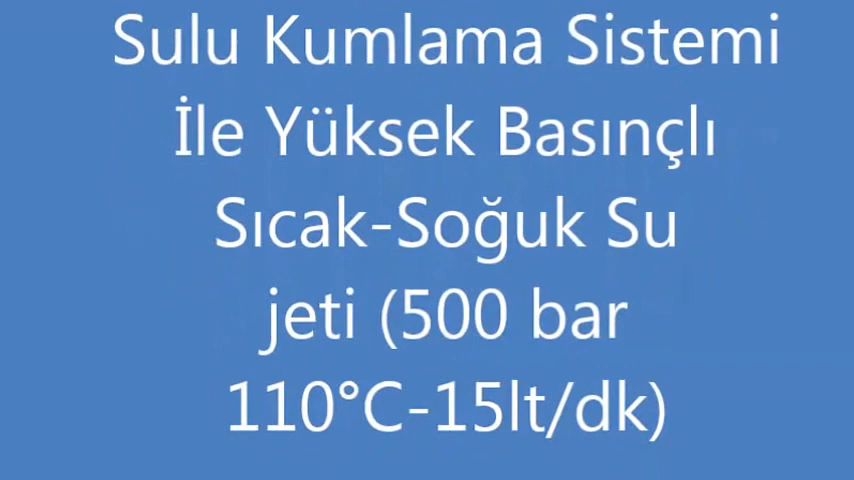 Sulu Kumlama Sistemi
İle Yüksek Basınçlı
Sıcak-Soğuk Su
jeti (500 bar
110°C-15lt/dk)